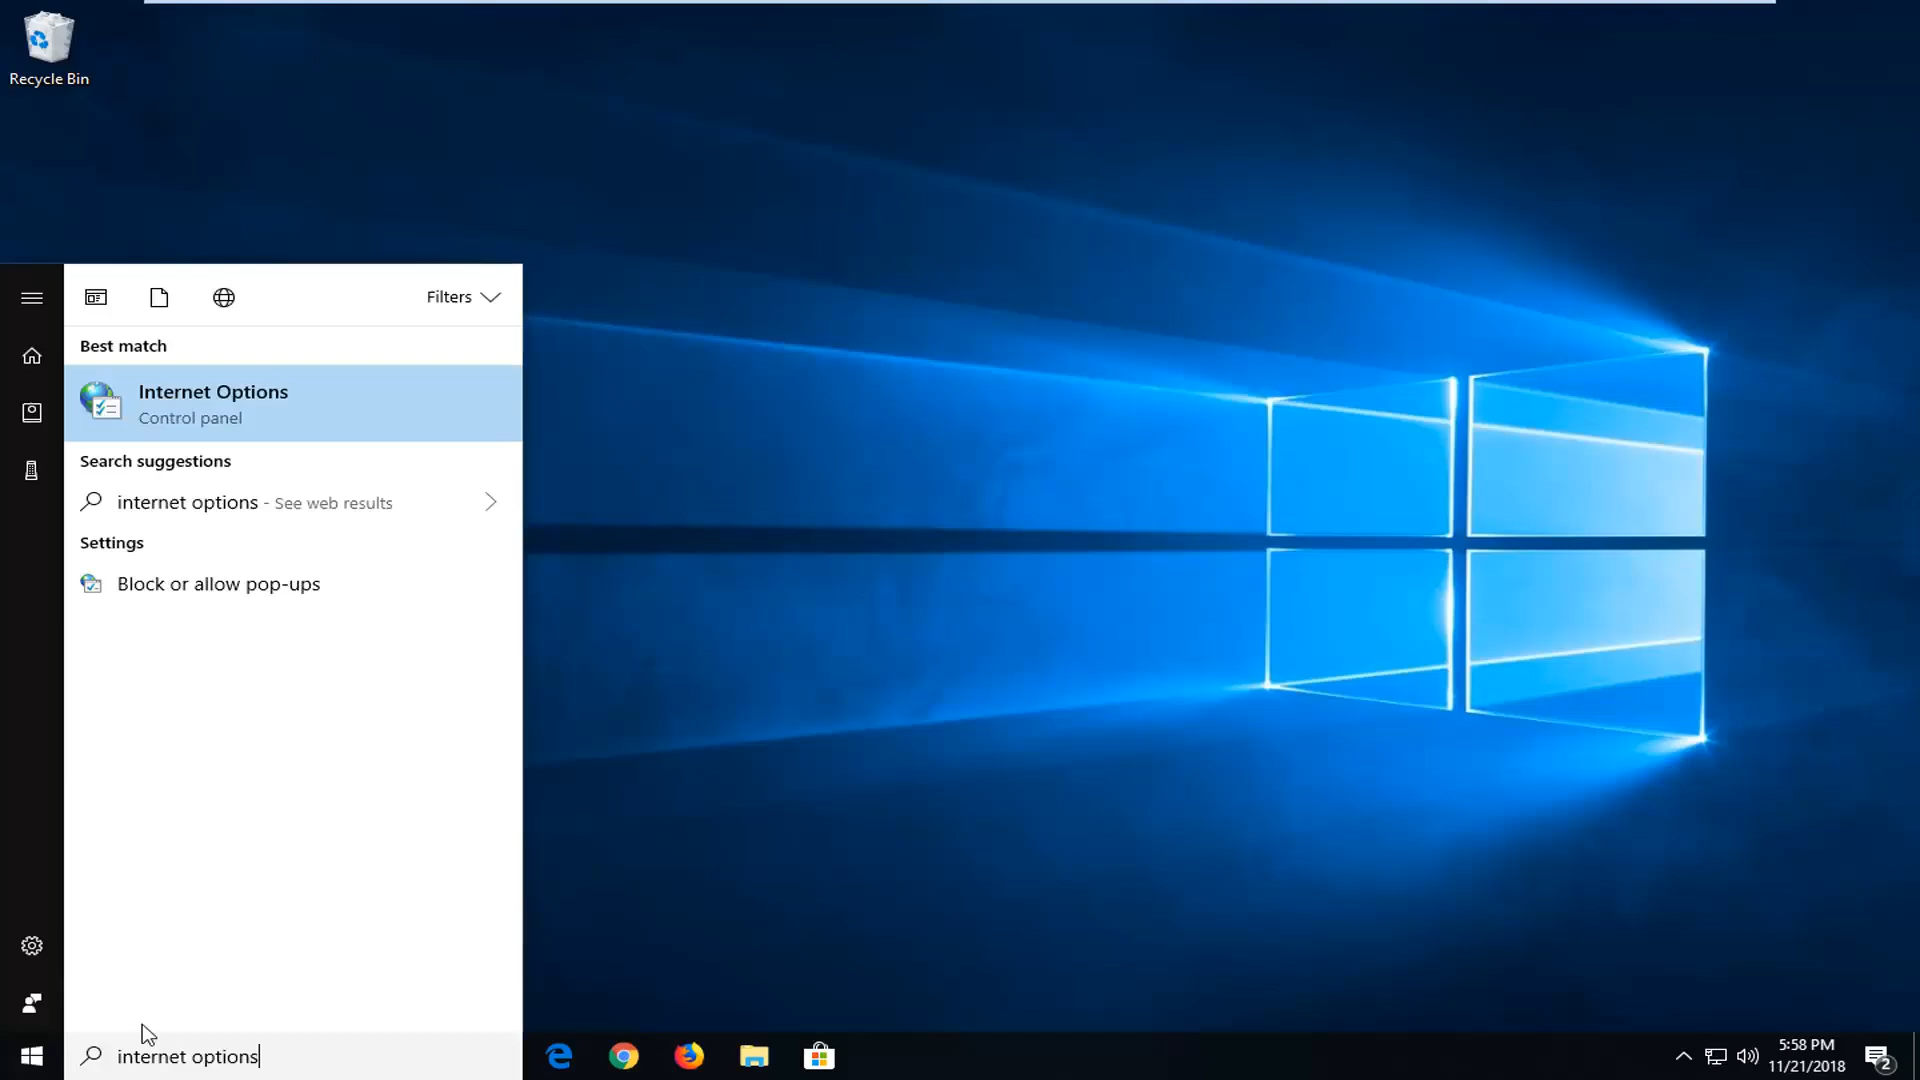 Recycle Bin
Filters
Best match
Internet Options
Control panel
Search suggestions
internet options - See web results
Settings
Block or allow pop-ups
internet options
5:58 PM
11/21/2018
2